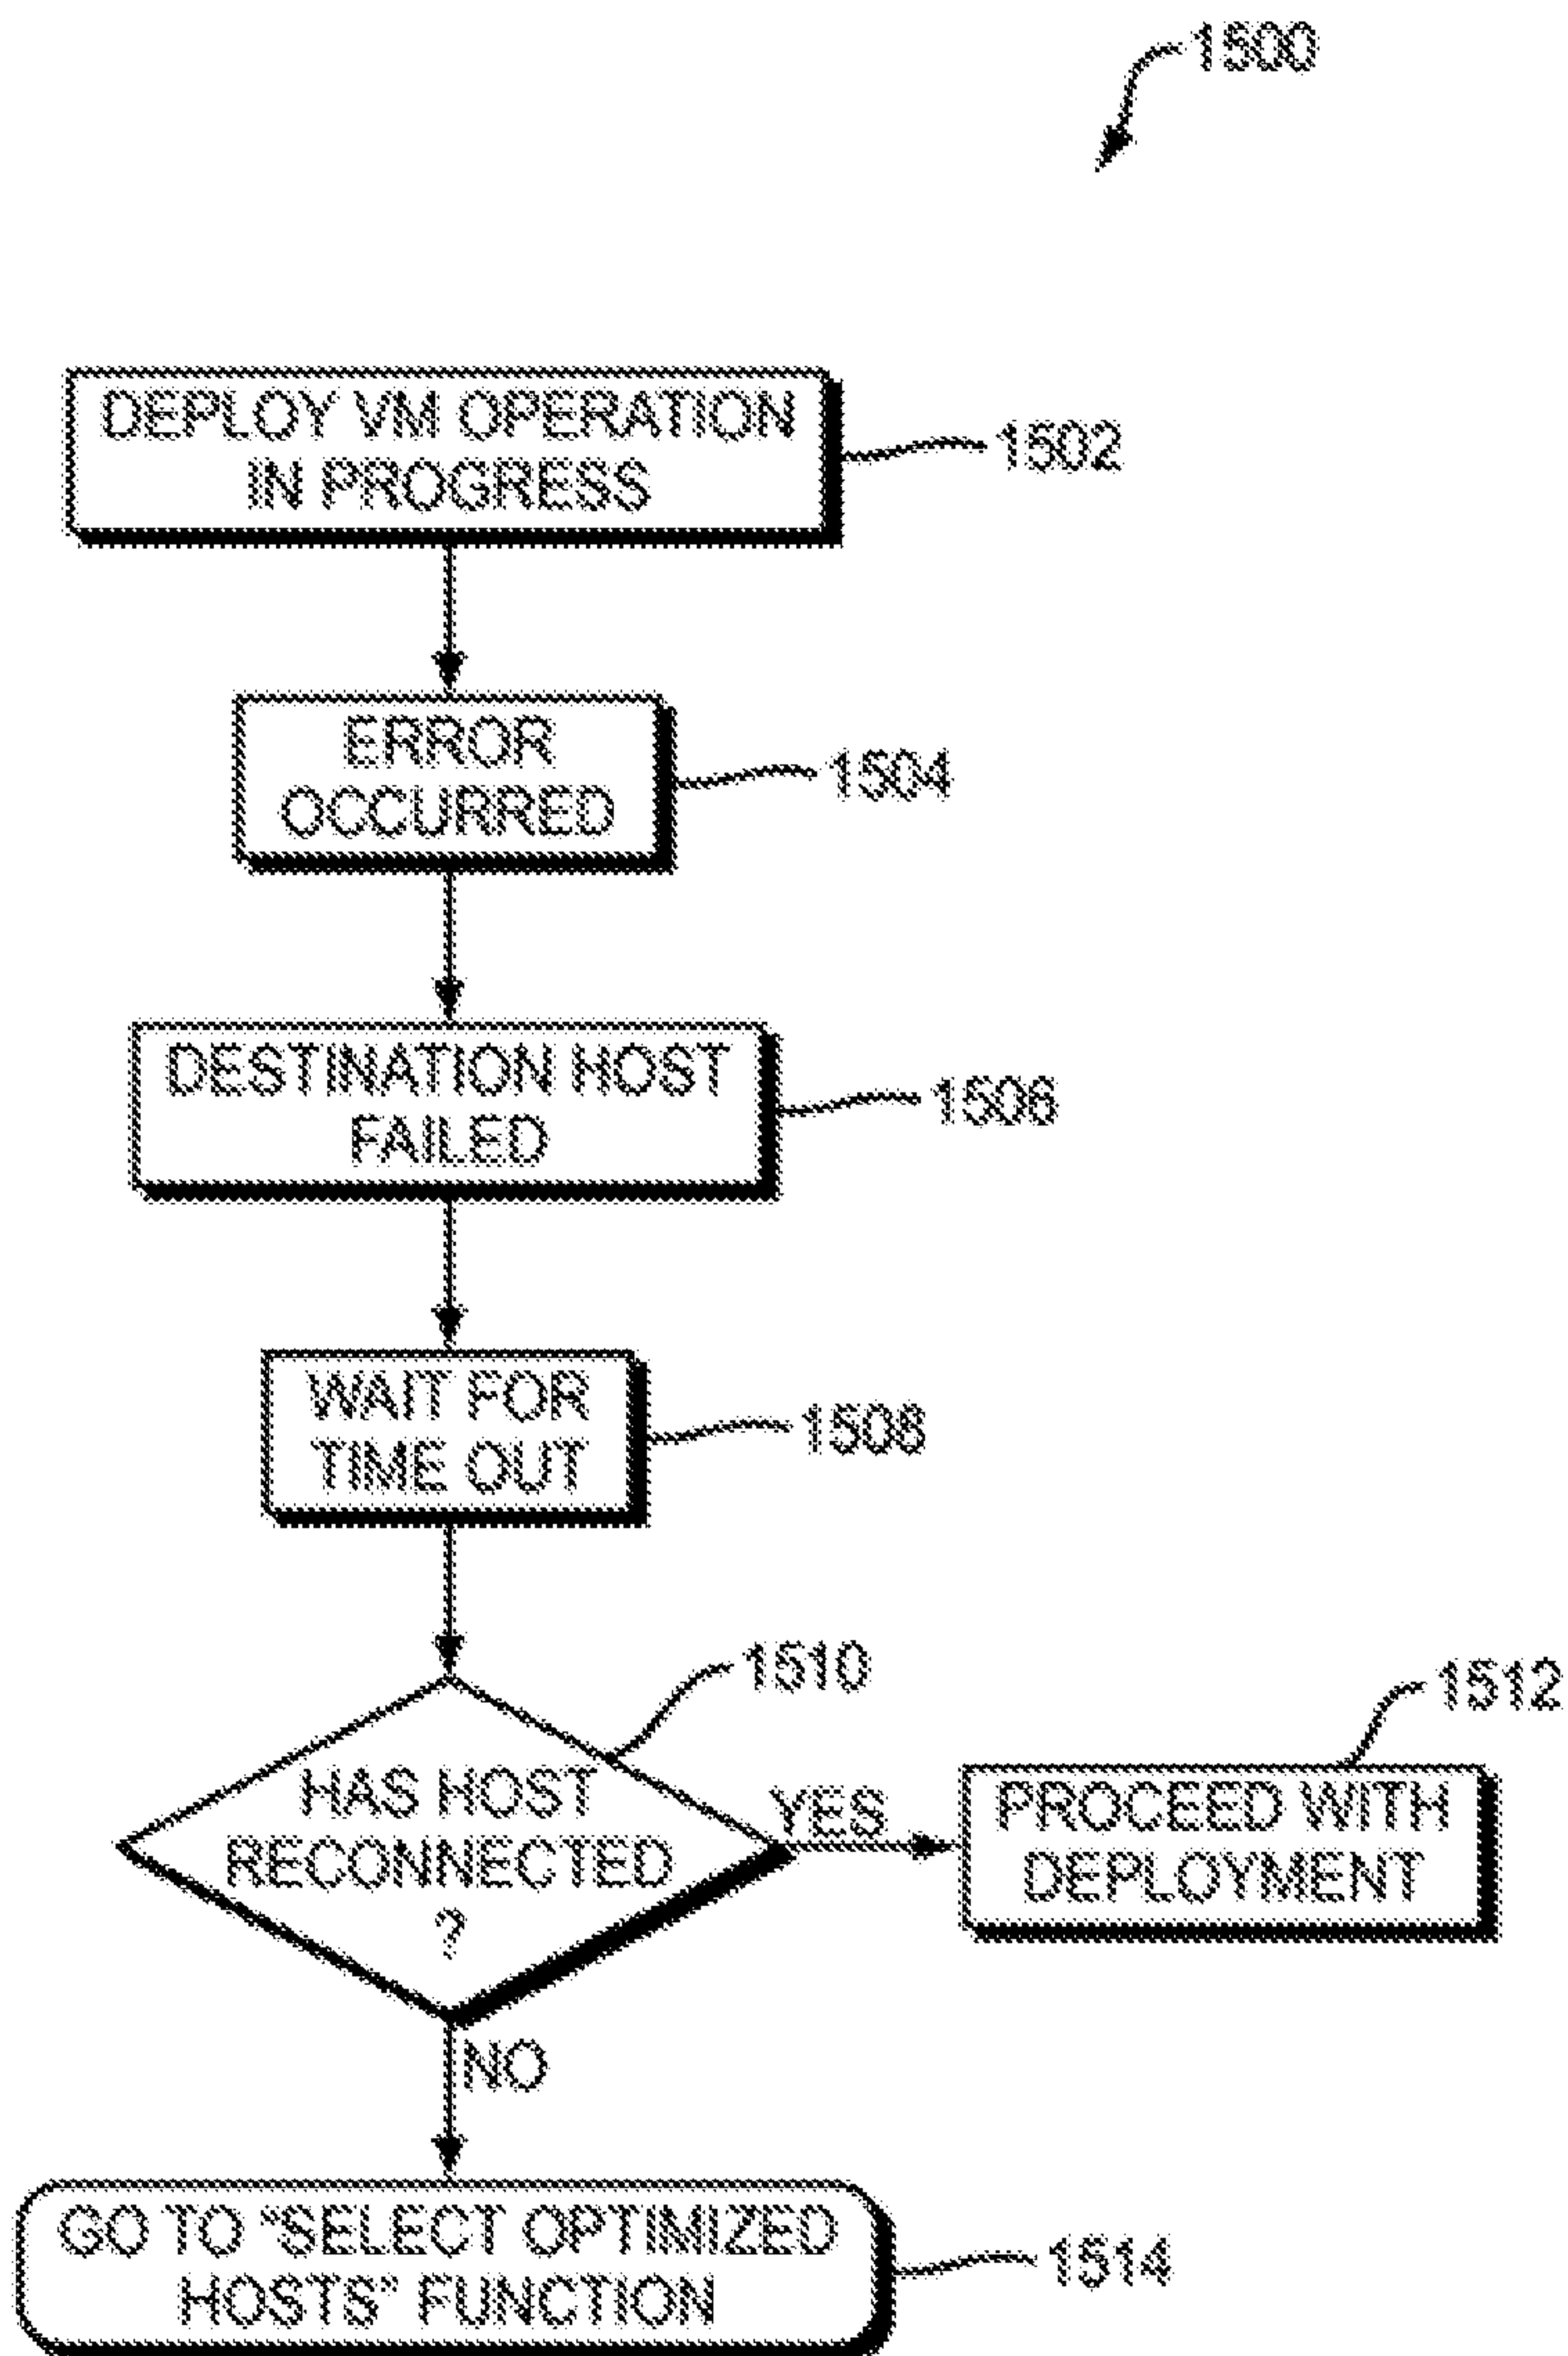 1500
DEPLOY VM OPERATION
IN PROGRESS
1502
ERROR
OCCURRED
1504
DESTINATION HOST
FAILED
1506
WAIT FOR
TIME OUT
1508
1510
HAS HOST
RECONNECTED
?
YES
1512
PROCEED WITH
DEPLOYMENT
NO
GO TO "SELECT OPTIMIZED
HOSTS" FUNCTION
1514